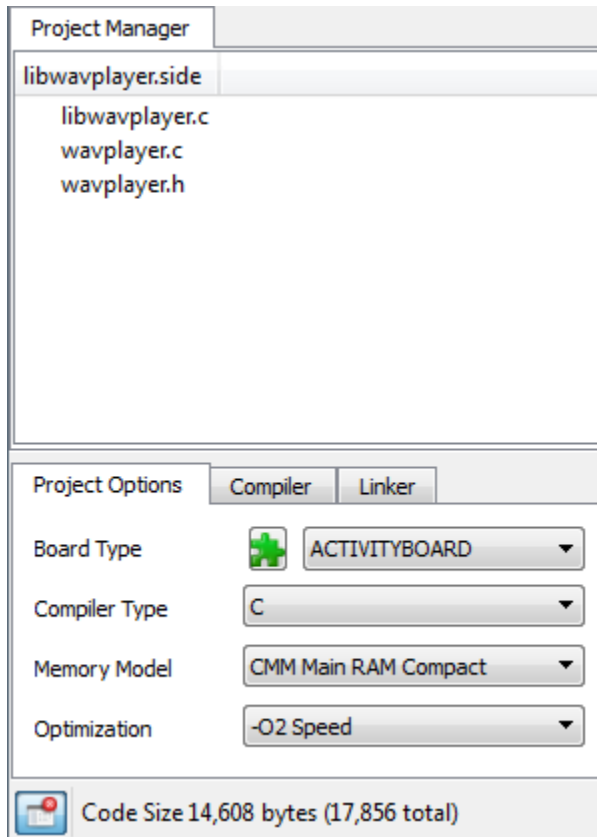 Project Manager
libwavplayer.side
libwavplayer.c
wavplayer.c
wavplayer.h
Project Options Compiler Linker
Board Type ACTIVITYBOARD
Compiler Type C
Memory Model CMM Main RAM Compact
Optimization -O2 Speed
Code Size 14,608 bytes (17,856 total)